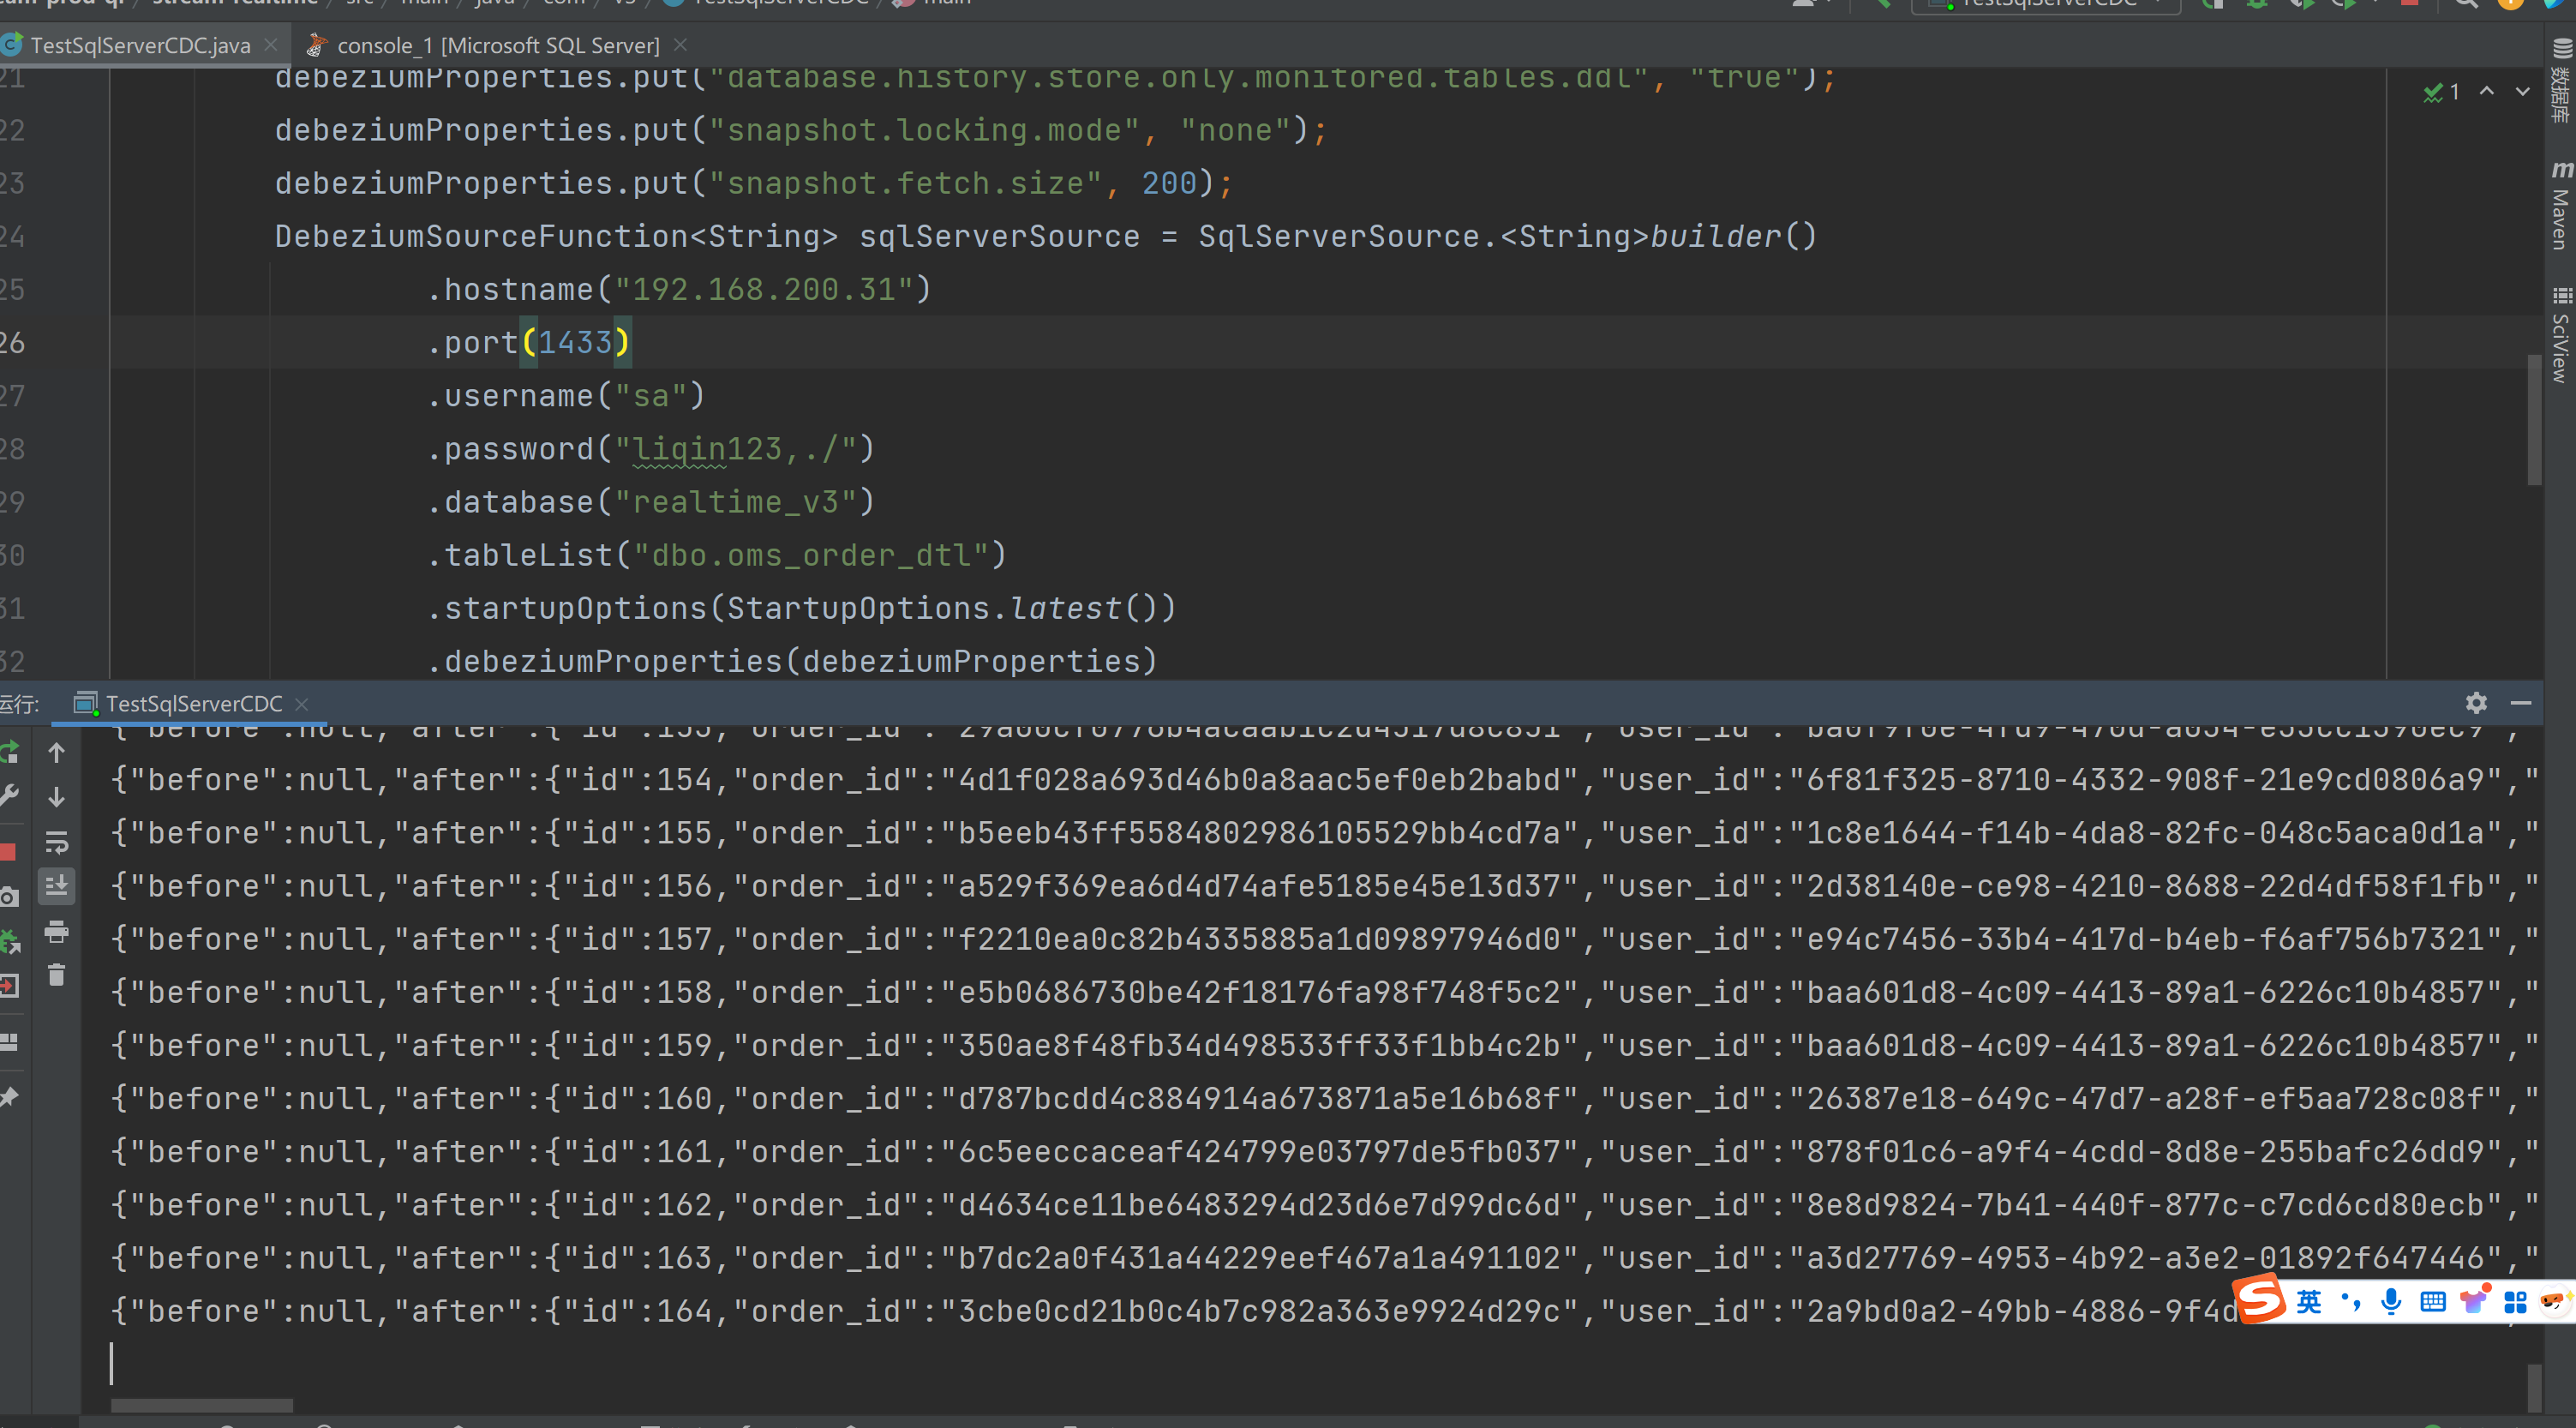 TestSqlServerCDC.java
console_1 [Microsoft SQL Server]
21 debeziumProperties.put("database.history.store.only.monitored.tables.ddl", "true");
22 debeziumProperties.put("snapshot.locking.mode", "none");
23 debeziumProperties.put("snapshot.fetch.size", 200);
24 DebeziumSourceFunction<String> sqlServerSource = SqlServerSource.<String>builder()
25 .hostname("192.168.200.31")
26 .port(1433)
27 .username("sa")
28 .password("liqin123,./")
29 .database("realtime_v3")
30 .tableList("dbo.oms_order_dtl")
31 .startupOptions(StartupOptions.latest())
32 .debeziumProperties(debeziumProperties)
1
数据库
Maven
SciView
运行: TestSqlServerCDC
{"before":null,"after":{"id":154,"order_id":"4d1f028a693d46b0a8aac5ef0eb2babd","user_id":"6f81f325-8710-4332-908f-21e9cd0806a9","
{"before":null,"after":{"id":155,"order_id":"b5eeb43ff5584802986105529bb4cd7a","user_id":"1c8e1644-f14b-4da8-82fc-048c5aca0d1a","
{"before":null,"after":{"id":156,"order_id":"a529f369ea6d4d74afe5185e45e13d37","user_id":"2d38140e-ce98-4210-8688-22d4df58f1fb","
{"before":null,"after":{"id":157,"order_id":"f2210ea0c82b4335885a1d09897946d0","user_id":"e94c7456-33b4-417d-b4eb-f6af756b7321","
{"before":null,"after":{"id":158,"order_id":"e5b0686730be42f18176fa98f748f5c2","user_id":"baa601d8-4c09-4413-89a1-6226c10b4857","
{"before":null,"after":{"id":159,"order_id":"350ae8f48fb34d498533ff33f1bb4c2b","user_id":"baa601d8-4c09-4413-89a1-6226c10b4857","
{"before":null,"after":{"id":160,"order_id":"d787bcdd4c884914a673871a5e16b68f","user_id":"26387e18-649c-47d7-a28f-ef5aa728c08f","
{"before":null,"after":{"id":161,"order_id":"6c5eeccaceaf424799e03797de5fb037","user_id":"878f01c6-a9f4-4cdd-8d8e-255bafc26dd9","
{"before":null,"after":{"id":162,"order_id":"d4634ce11be6483294d23d6e7d99dc6d","user_id":"8e8d9824-7b41-440f-877c-c7cd6cd80ecb","
{"before":null,"after":{"id":163,"order_id":"b7dc2a0f431a44229eef467a1a491102","user_id":"a3d27769-4953-4b92-a3e2-01892f647446","
{"before":null,"after":{"id":164,"order_id":"3cbe0cd21b0c4b7c982a363e9924d29c","user_id":"2a9bd0a2-49bb-4886-9f4d
英